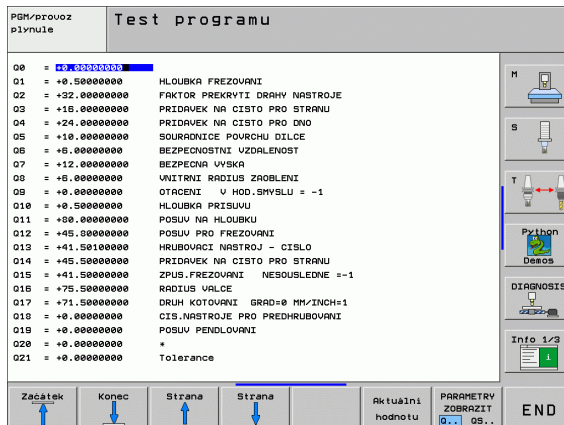 PGM/provoz
plynule
Test programu
Q0 = +0.00000000
Q1 = +0.50000000 HLOUBKA FREZOVANI
Q2 = +32.00000000 FAKTOR PREKRYTI DRAHY NASTROJE
Q3 = +16.00000000 PRIDAVEK NA CISTO PRO STRANU
Q4 = +24.00000000 PRIDAVEK NA CISTO PRO DNO
Q5 = +10.00000000 SOURADNICE POVRCHU DILCE
Q6 = +6.00000000 BEZPECNOSTNI VZDALENOST
Q7 = +12.00000000 BEZPECNA VYSKA
Q8 = +6.00000000 VNITRNI RADIUS ZAOBLENI
Q9 = +0.00000000 OTACENI V HOD.SMYSLU = -1
Q10 = +0.50000000 HLOUBKA PRISUVU
Q11 = +80.00000000 POSUV NA HLOUBKU
Q12 = +45.80000000 POSUV PRO FREZOVANI
Q13 = +41.50100000 HRUBOVACI NASTROJ - CISLO
Q14 = +45.50000000 PRIDAVEK NA CISTO PRO STRANU
Q15 = +41.50000000 ZPUS.FREZOVANI NESOUSLEDNE =-1
Q16 = +75.50000000 RADIUS VALCE
Q17 = +71.50000000 DRUH KOTOVANI GRAD=0 MM/INCH=1
Q18 = +0.00000000 CIS.NASTROJE PRO PREDHRUBOVANI
Q19 = +0.00000000 POSUV PENDLOVANI
Q20 = +0.00000000 *
Q21 = +0.00000000 Tolerance
M
S
T
Python
Demos
DIAGNOSIS
Info 1/3
i
Začátek
Konec
Strana
Strana
Aktuální
hodnotu
PARAMETRY
ZOBRAZIT
Q.. QS..
END